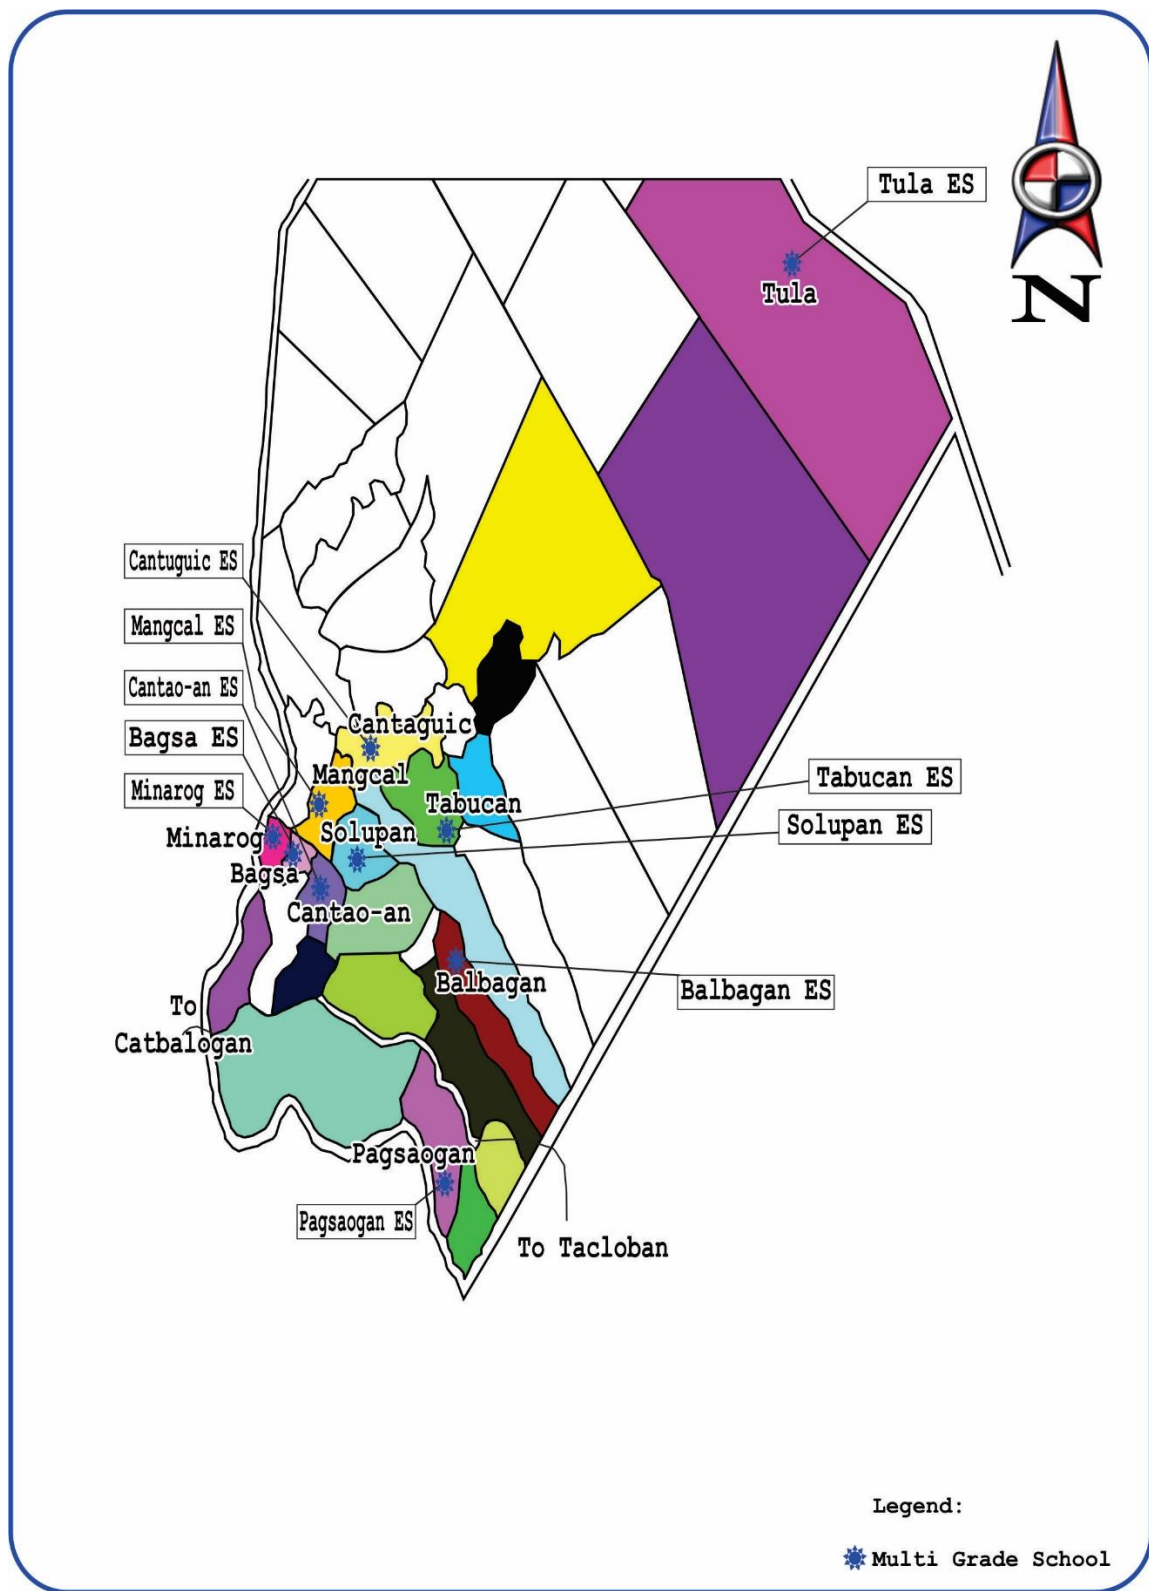 Tula ES
Tula
N
Cantuguic ES
Mangcal ES
Cantao-an ES
Bagsa ES
Minarog ES
Cantaguic
Mangcal
Tabucan
Tabucan ES
Solupan
Solupan ES
Minarog
Bagsa
Cantao-an
Balbagan
Balbagan ES
To
Catbalogan
Pagsaogan
Pagsaogan ES
To Tacloban
Legend:
Multi Grade School